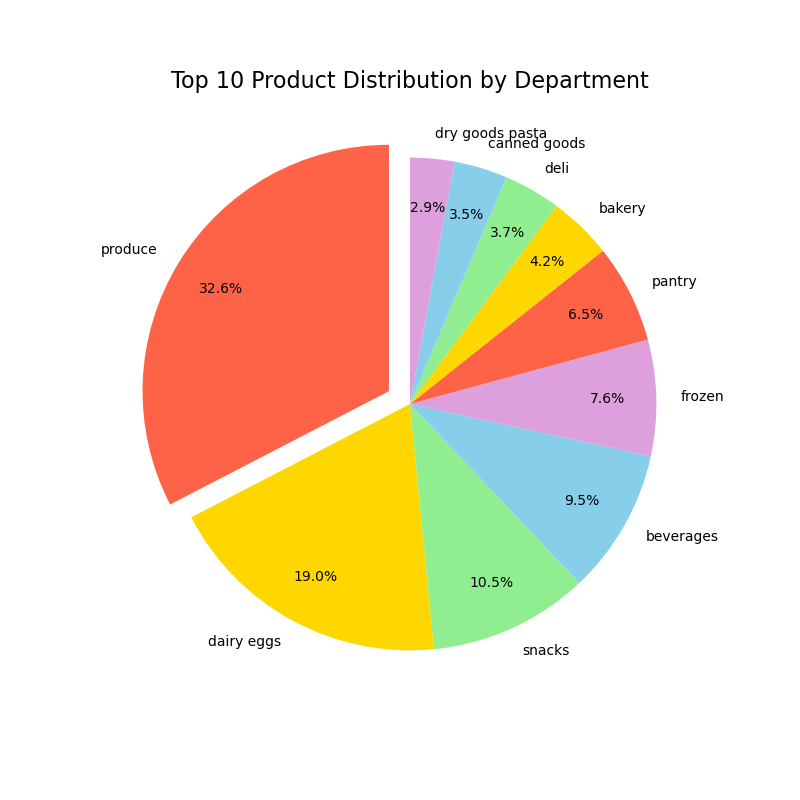 Top 10 Product Distribution by Department
dry goods pasta
canned goods
deli
bakery
pantry
frozen
beverages
snacks
dairy eggs
produce
2.9%
3.5%
3.7%
4.2%
6.5%
7.6%
9.5%
10.5%
19.0%
32.6%